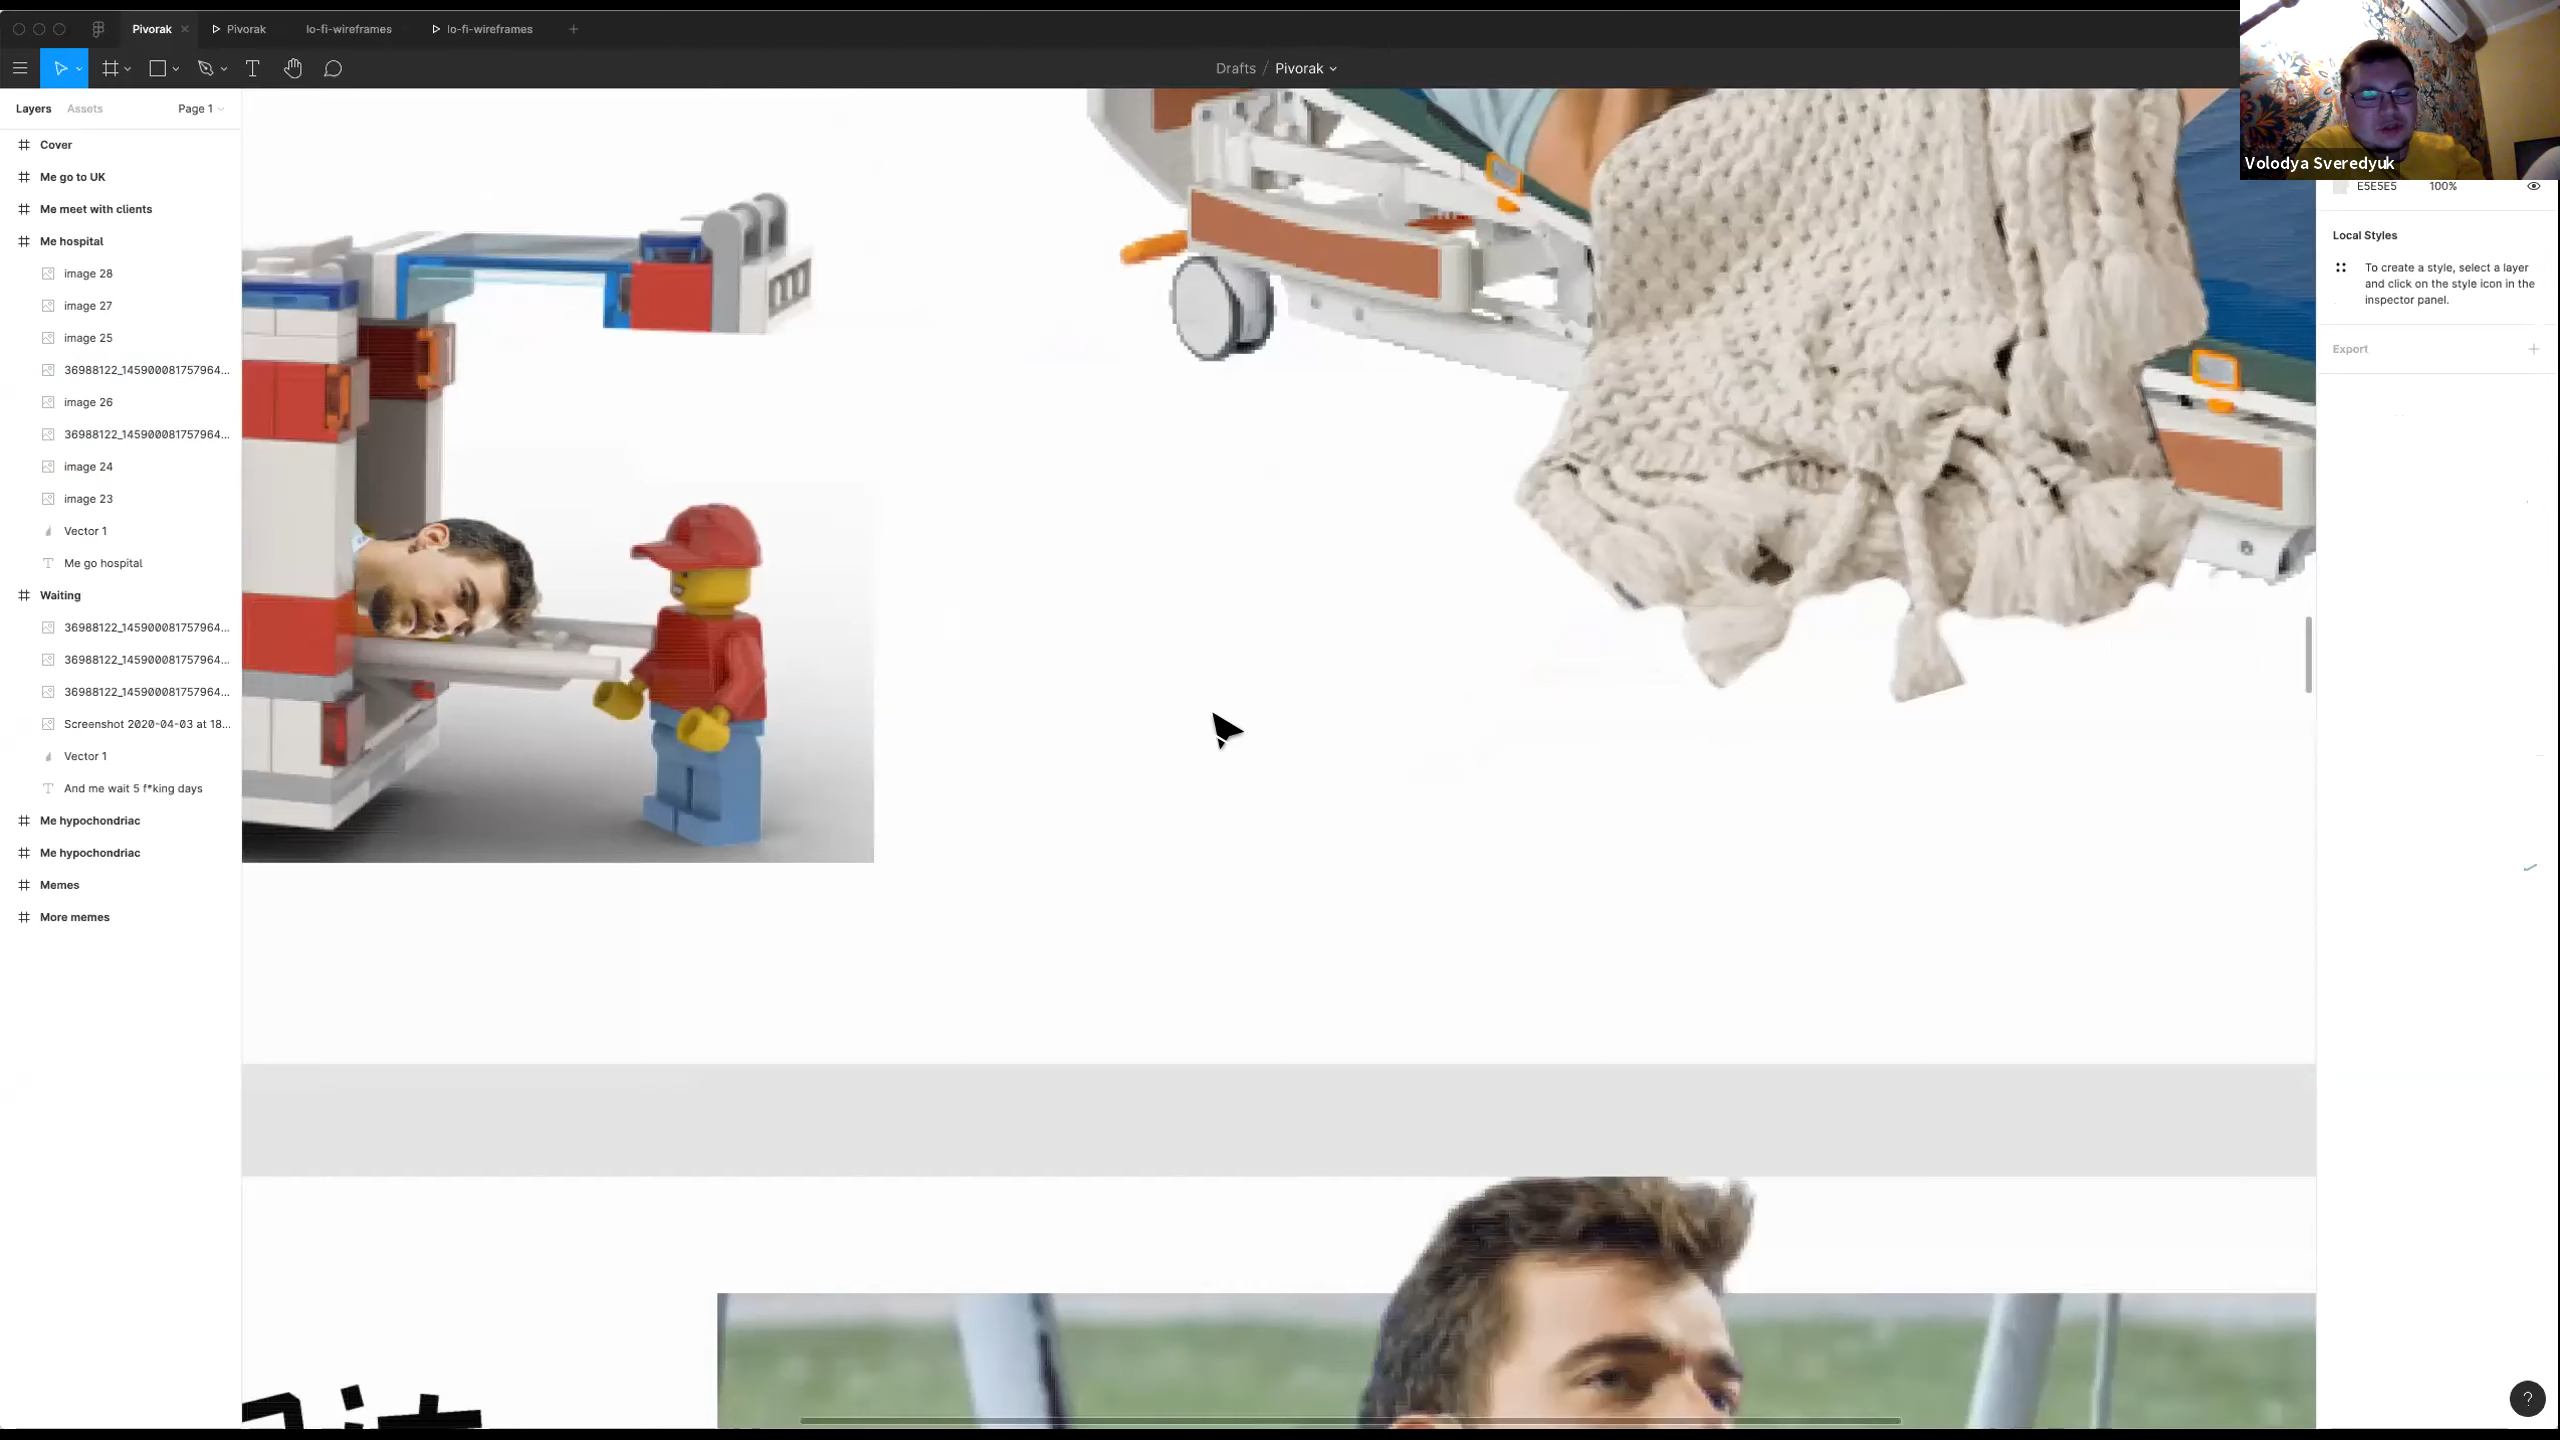 Pivorak
Pivorak
lo-fi-wireframes
lo-fi-wireframes
Drafts / Pivorak
Volodya Sveredyuk
Layers
Assets
Page 1
Cover
Me go to UK
Me meet with clients
Me hospital
image 28
image 27
image 25
36988122_145900081757964...
image 26
36988122_145900081757964...
image 24
image 23
Vector 1
Me go hospital
Waiting
36988122_145900081757964...
36988122_145900081757964...
36988122_145900081757964...
Screenshot 2020-04-03 at 18...
Vector 1
And me wait 5 f*king days
Me hypochondriac
Me hypochondriac
Memes
More memes
E5E5E5 100%
Local Styles
To create a style, select a layer
and click on the style icon in the
inspector panel.
Export
?